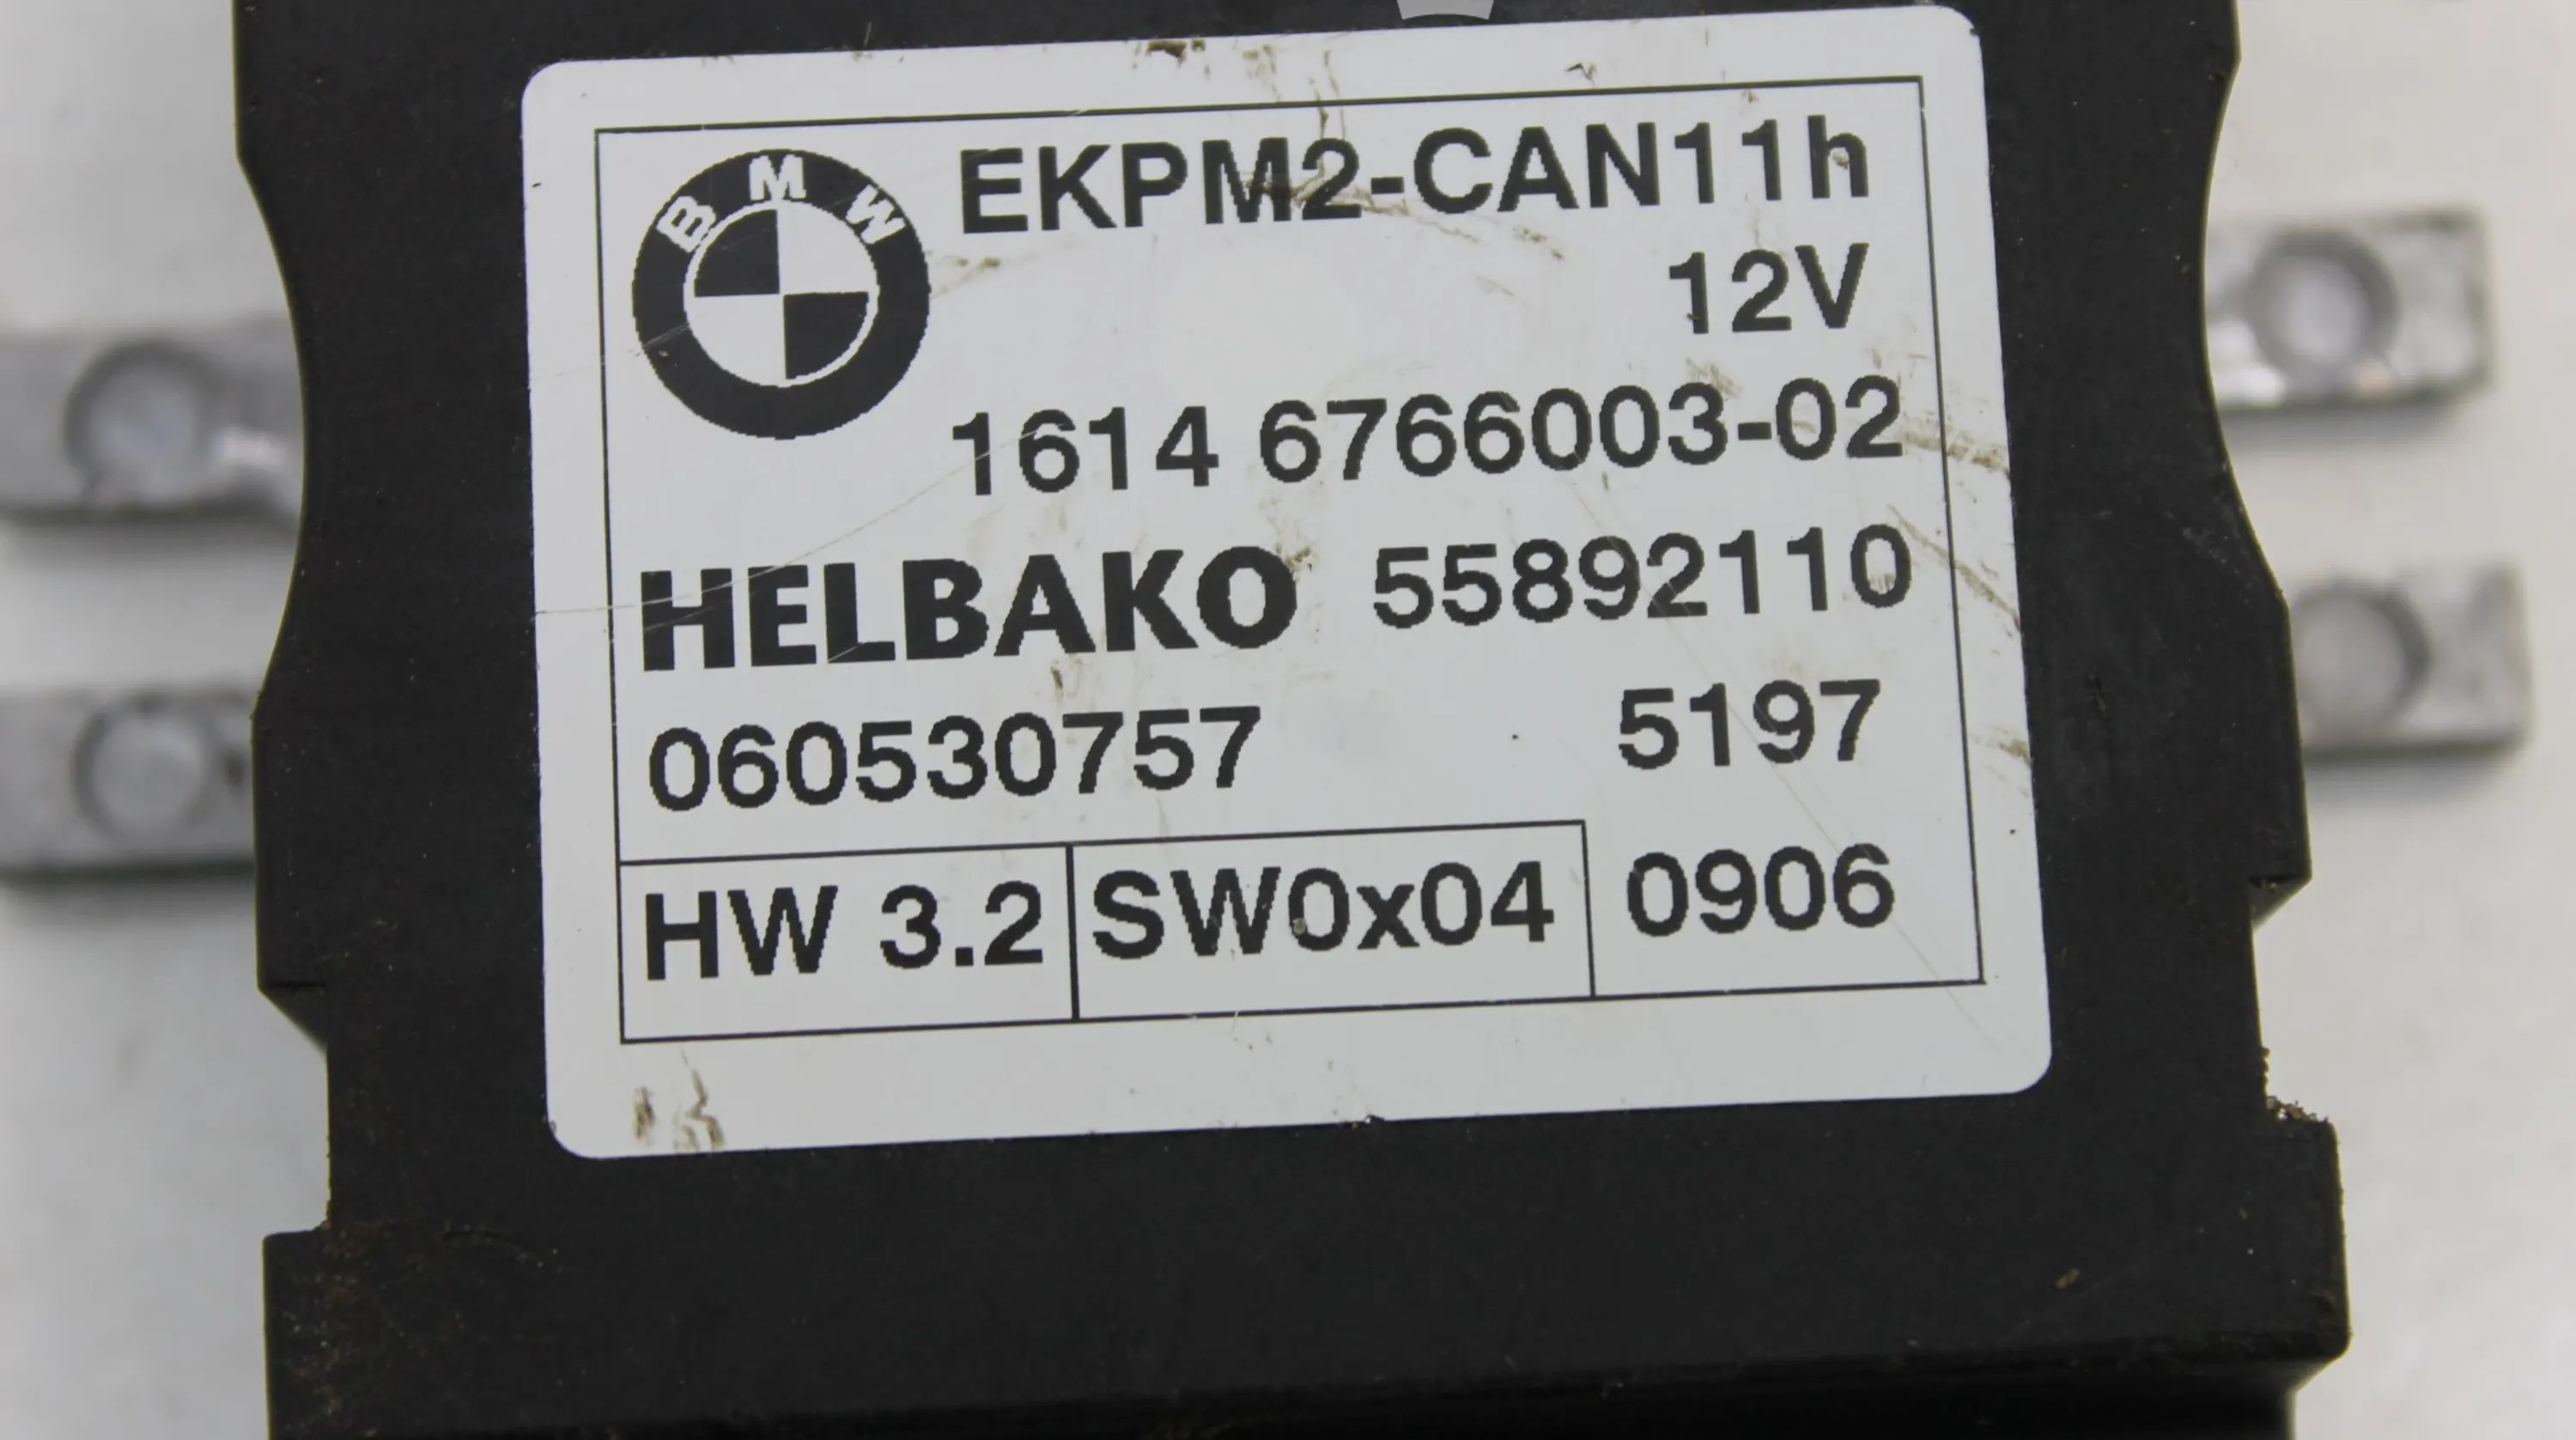 BMW
EKPM2-CAN11h
12V
1614 6766003-02
HELBAKO 55892110
060530757 5197
HW 3.2 SW0x04 0906